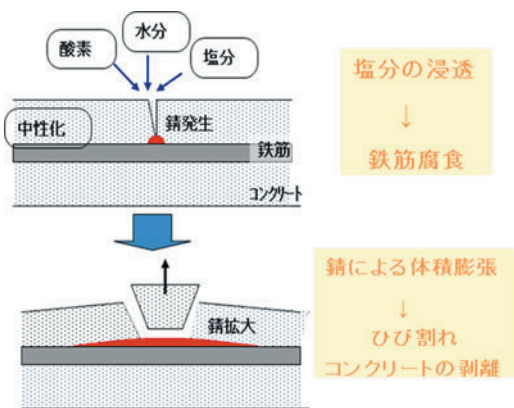 水分
酸素
塩分
中性化
錆発生
鉄筋
コンクリート
塩分の浸透
↓
鉄筋腐食
錆拡大
錆による体積膨張
↓
ひび割れ
コンクリートの剥離